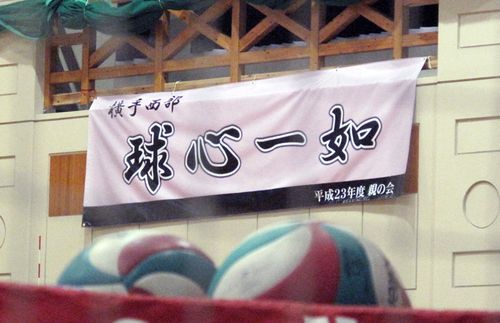 横手西部
球心一如
平成23年度 親の会